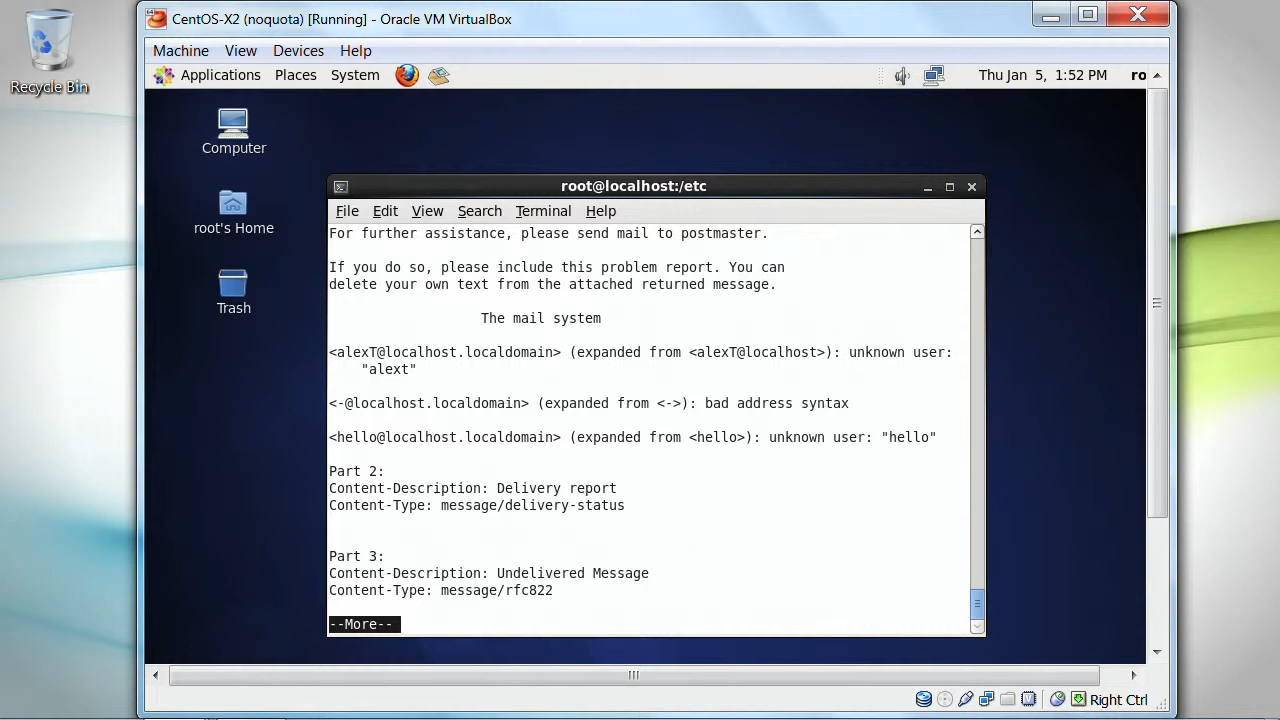 CentOS-X2 (noquota) [Running] - Oracle VM VirtualBox
Machine View Devices Help
Recycle Bin
Applications Places System Thu Jan 5, 1:52 PM ro
Computer
root's Home
Trash
root@localhost:/etc
File Edit View Search Terminal Help
For further assistance, please send mail to postmaster.
If you do so, please include this problem report. You can
delete your own text from the attached returned message.
The mail system
<alexT@localhost.localdomain> (expanded from <alexT@localhost>): unknown user:
"alext"
<-@localhost.localdomain> (expanded from <->): bad address syntax
<hello@localhost.localdomain> (expanded from <hello>): unknown user: "hello"
Part 2:
Content-Description: Delivery report
Content-Type: message/delivery-status
Part 3:
Content-Description: Undelivered Message
Content-Type: message/rfc822
--More--
Right Ctrl